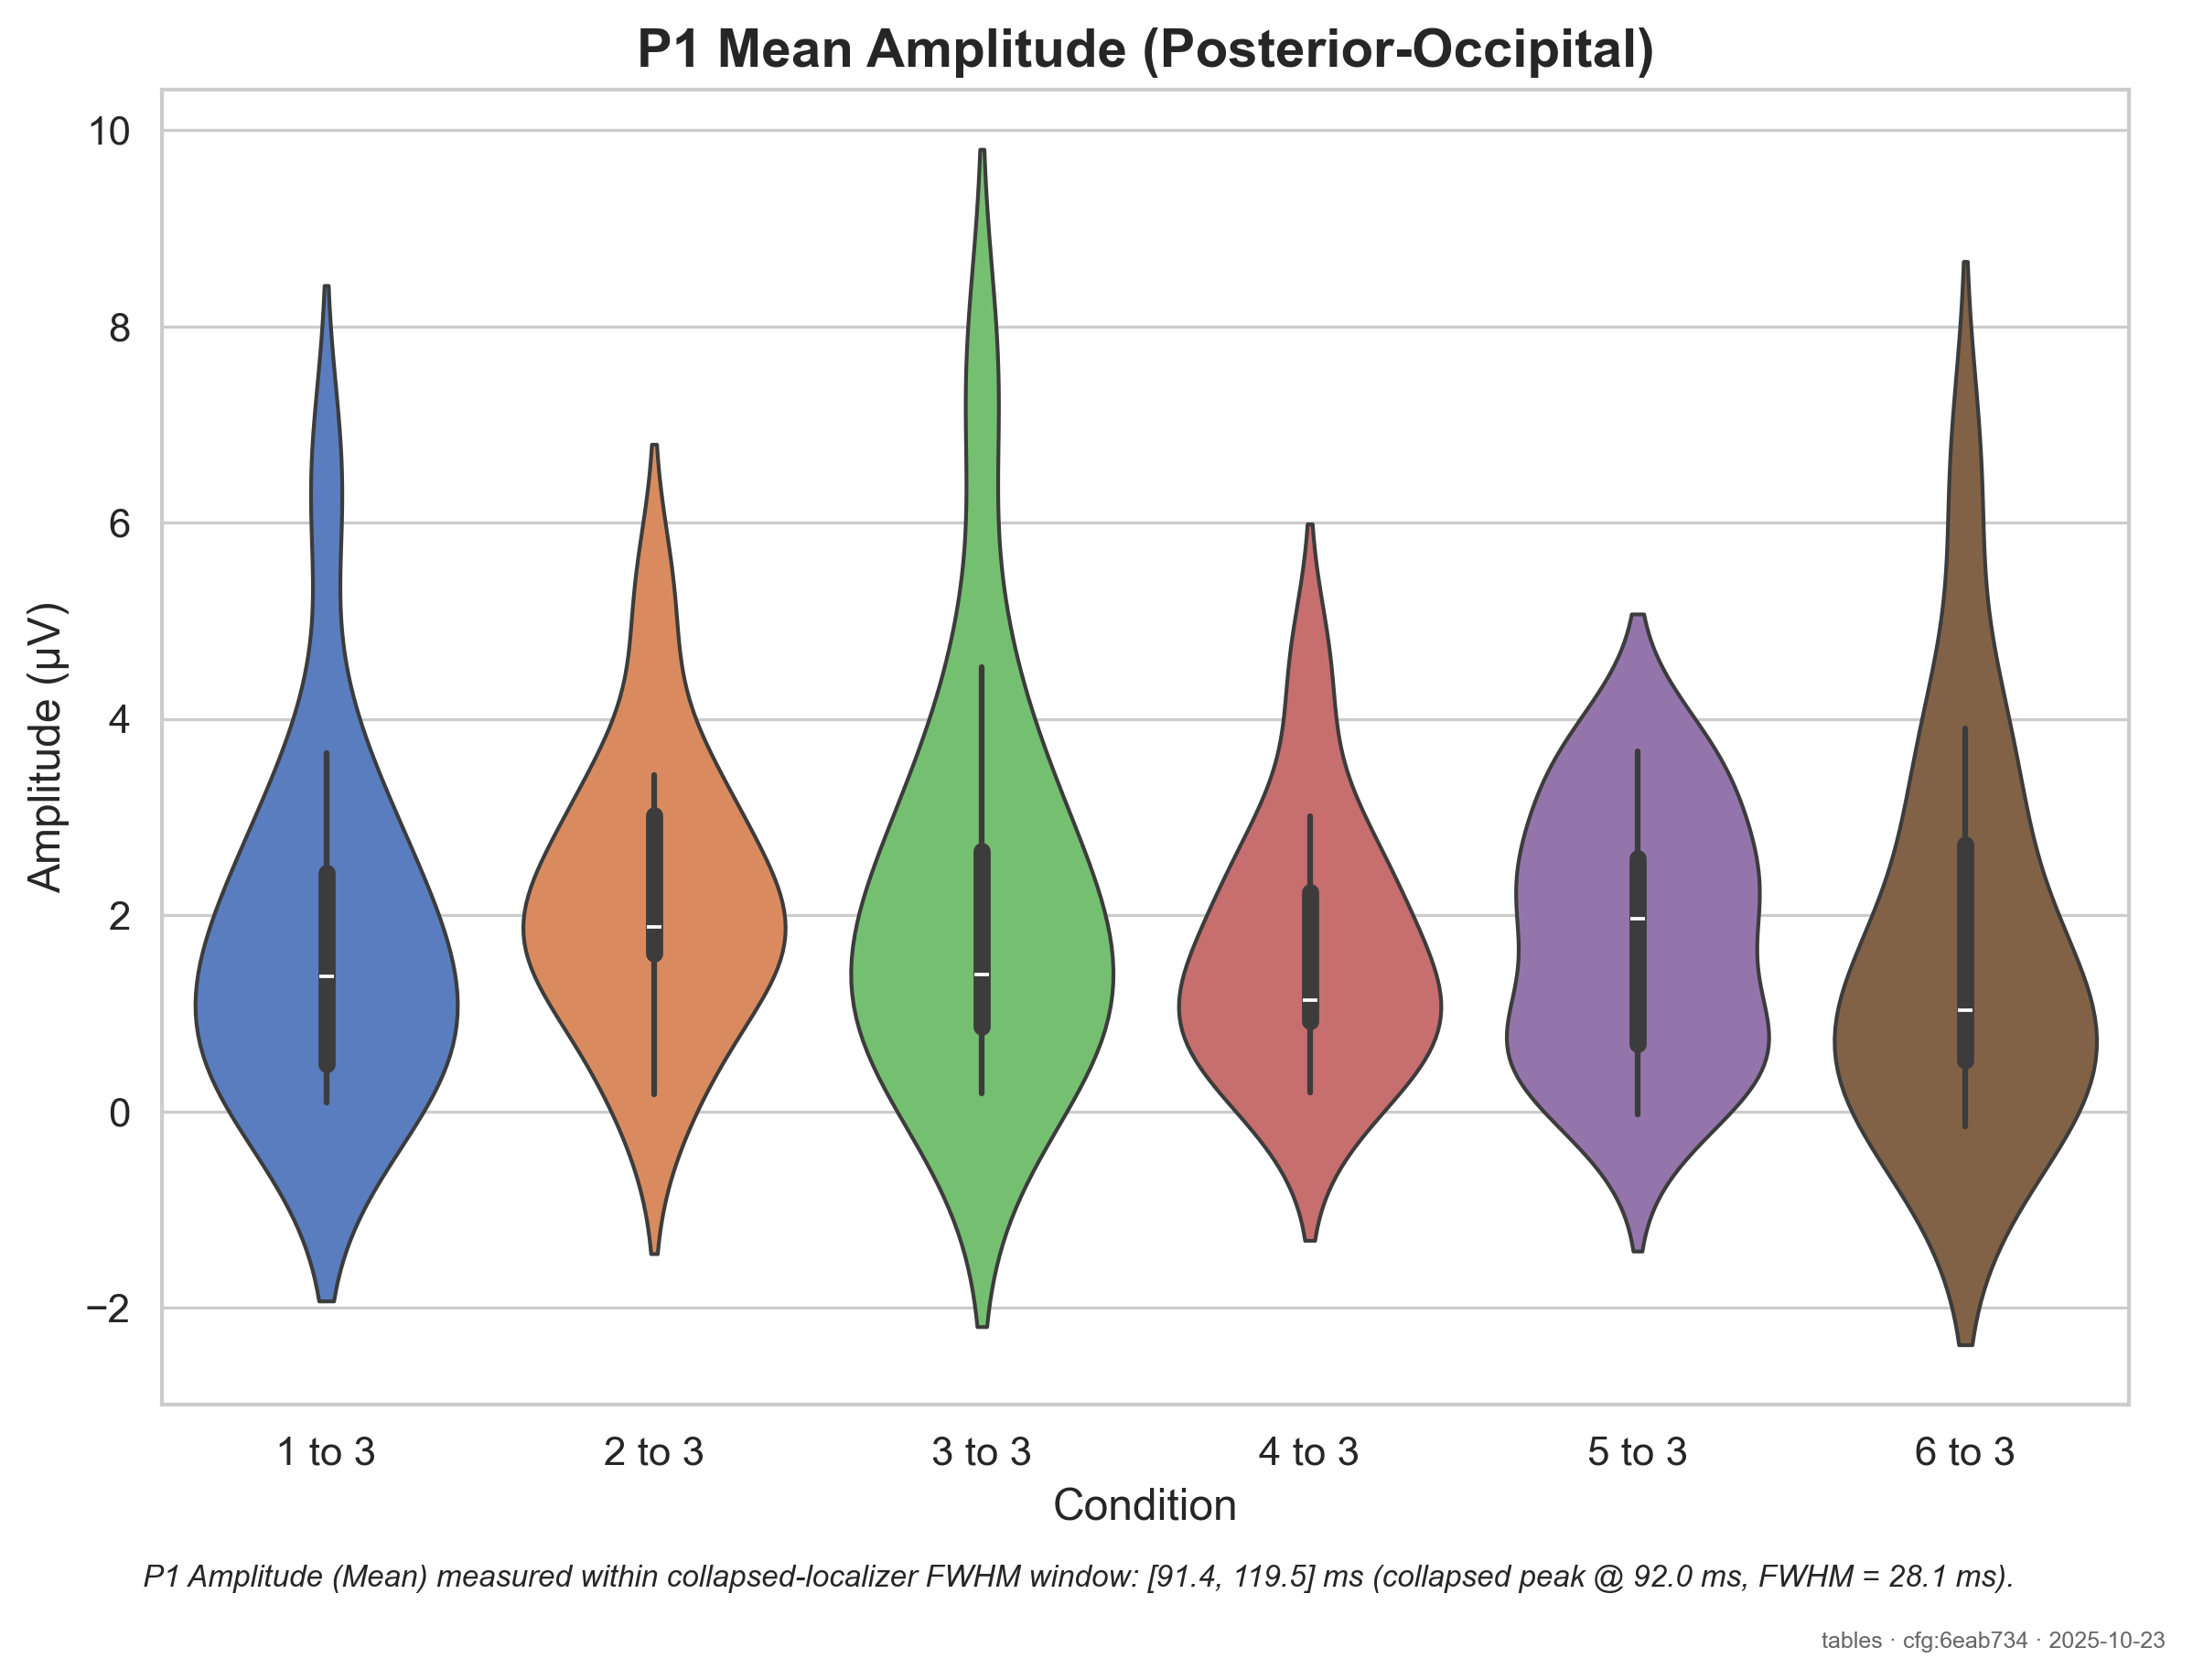 P1 Mean Amplitude (Posterior-Occipital)
10
8
6
4
2
0
−2
Amplitude (µV)
1 to 3
2 to 3
3 to 3
4 to 3
5 to 3
6 to 3
Condition
P1 Amplitude (Mean) measured within collapsed-localizer FWHM window: [91.4, 119.5] ms (collapsed peak @ 92.0 ms, FWHM = 28.1 ms).
tables · cfg:6eab734 · 2025-10-23